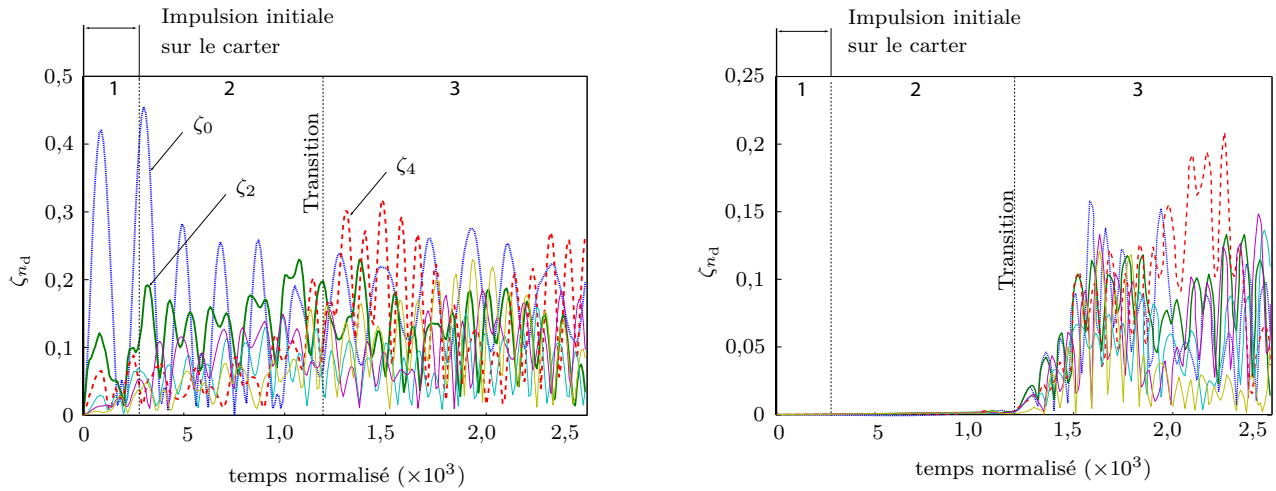 Impulsion initiale
sur le carter
0,5
0,4
0,3
0,2
0,1
0
ζnd
1
2
3
ζ0
ζ2
ζ4
Transition
0
5
1,0
1,5
2,0
2,5
temps normalisé (×10³)
Impulsion initiale
sur le carter
0,25
0,2
0,15
0,1
0,05
0
ζnd
1
2
3
Transition
0
5
1,0
1,5
2,0
2,5
temps normalisé (×10³)